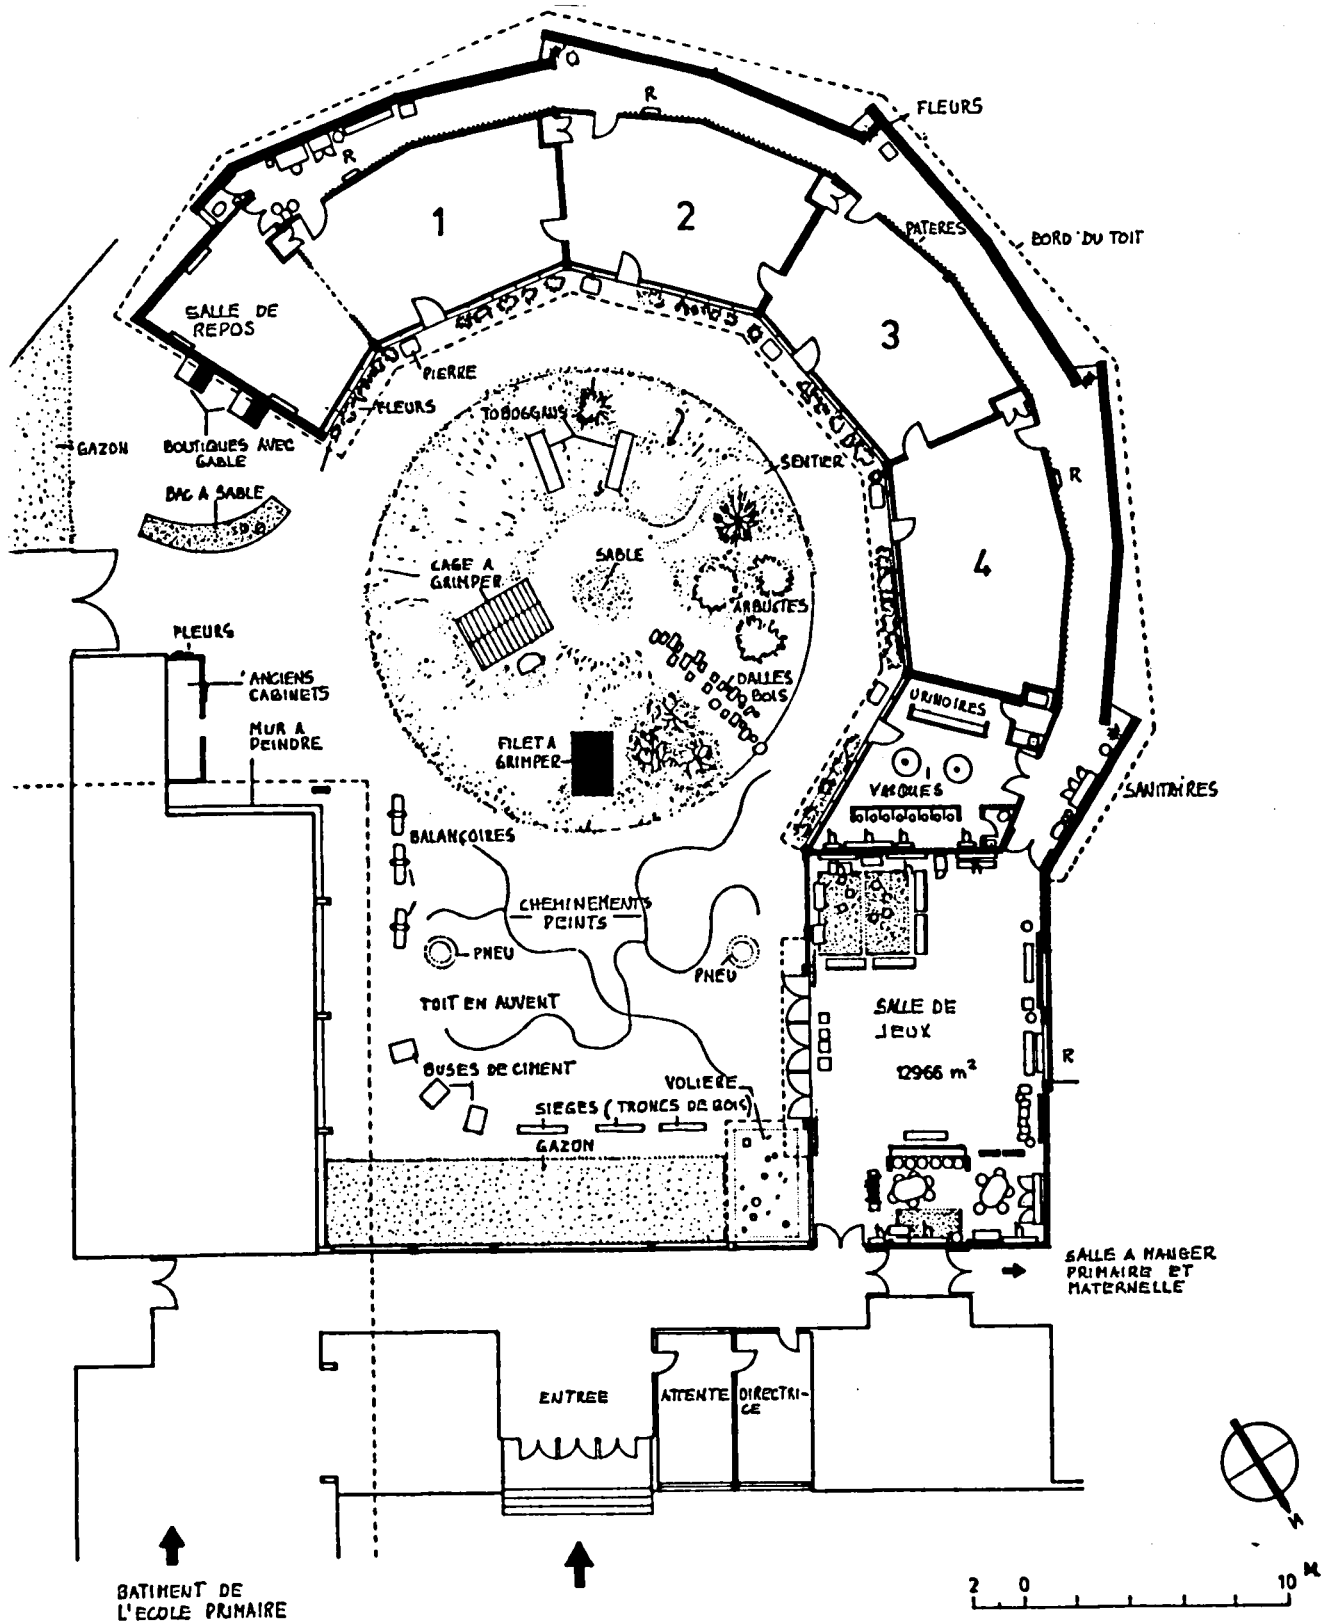 R
FLEURS
R
1
2
PATERES
BORD DU TOIT
SALLE DE
REPOS
3
PIERRE
FLEURS
TOBOGGANS
GAZON
BOUTIQUES AVEC
SABLE
SENTIER
BAC A SABLE
R
CAGE A
GRIMPER
SABLE
4
ARBUSTES
FLEURS
ANCIENS
CABINETS
DALLES
BOIS
URINOIRES
MUR A
PEINDRE
FILET A
GRIMPER
VASQUES
SANITAIRES
BALANÇOIRES
CHEMINEMENTS
PEINTS
PNEU
PNEU
TOIT EN AUVENT
SALLE DE
JEUX
12966 m²
R
BUSES DE CIMENT
VOLIERE
SIEGES (TRONCS DE BOIS)
GAZON
SALLE A MANGER
PRIMAIRE ET
MATERNELLE
ENTREE
ATTENTE
DIRECTRI-
CE
N
BATIMENT DE
L'ECOLE PRIMAIRE
2 0 10 M